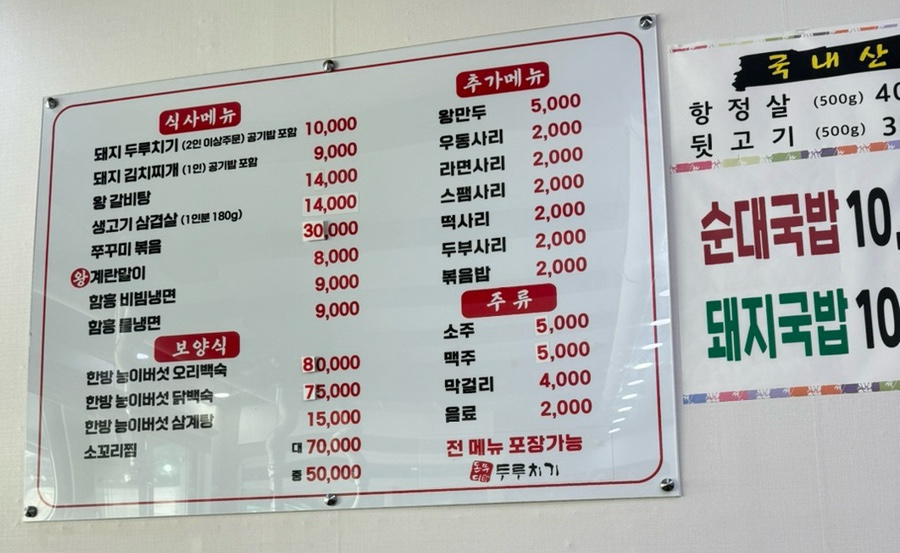 식사메뉴
돼지 두루치기 (2인 이상주문) 공기밥 포함 10,000
돼지 김치찌개 (1인) 공기밥 포함 9,000
왕 갈비탕 14,000
생고기 삼겹살 (1인분 180g) 14,000
쭈꾸미 볶음 30,000
왕계란말이 8,000
함흥 비빔냉면 9,000
함흥 물냉면 9,000
보양식
한방 능이버섯 오리백숙 80,000
한방 능이버섯 닭백숙 75,000
한방 능이버섯 삼계탕 15,000
소꼬리찜 대 70,000
중 50,000
추가메뉴
왕만두 5,000
우동사리 2,000
라면사리 2,000
스팸사리 2,000
떡사리 2,000
두부사리 2,000
볶음밥 2,000
주류
소주 5,000
맥주 5,000
막걸리 4,000
음료 2,000
전 메뉴 포장가능
두루치기
국내산
항정살 (500g) 40
뒷고기 (500g) 3
순대국밥 10,
돼지국밥 10